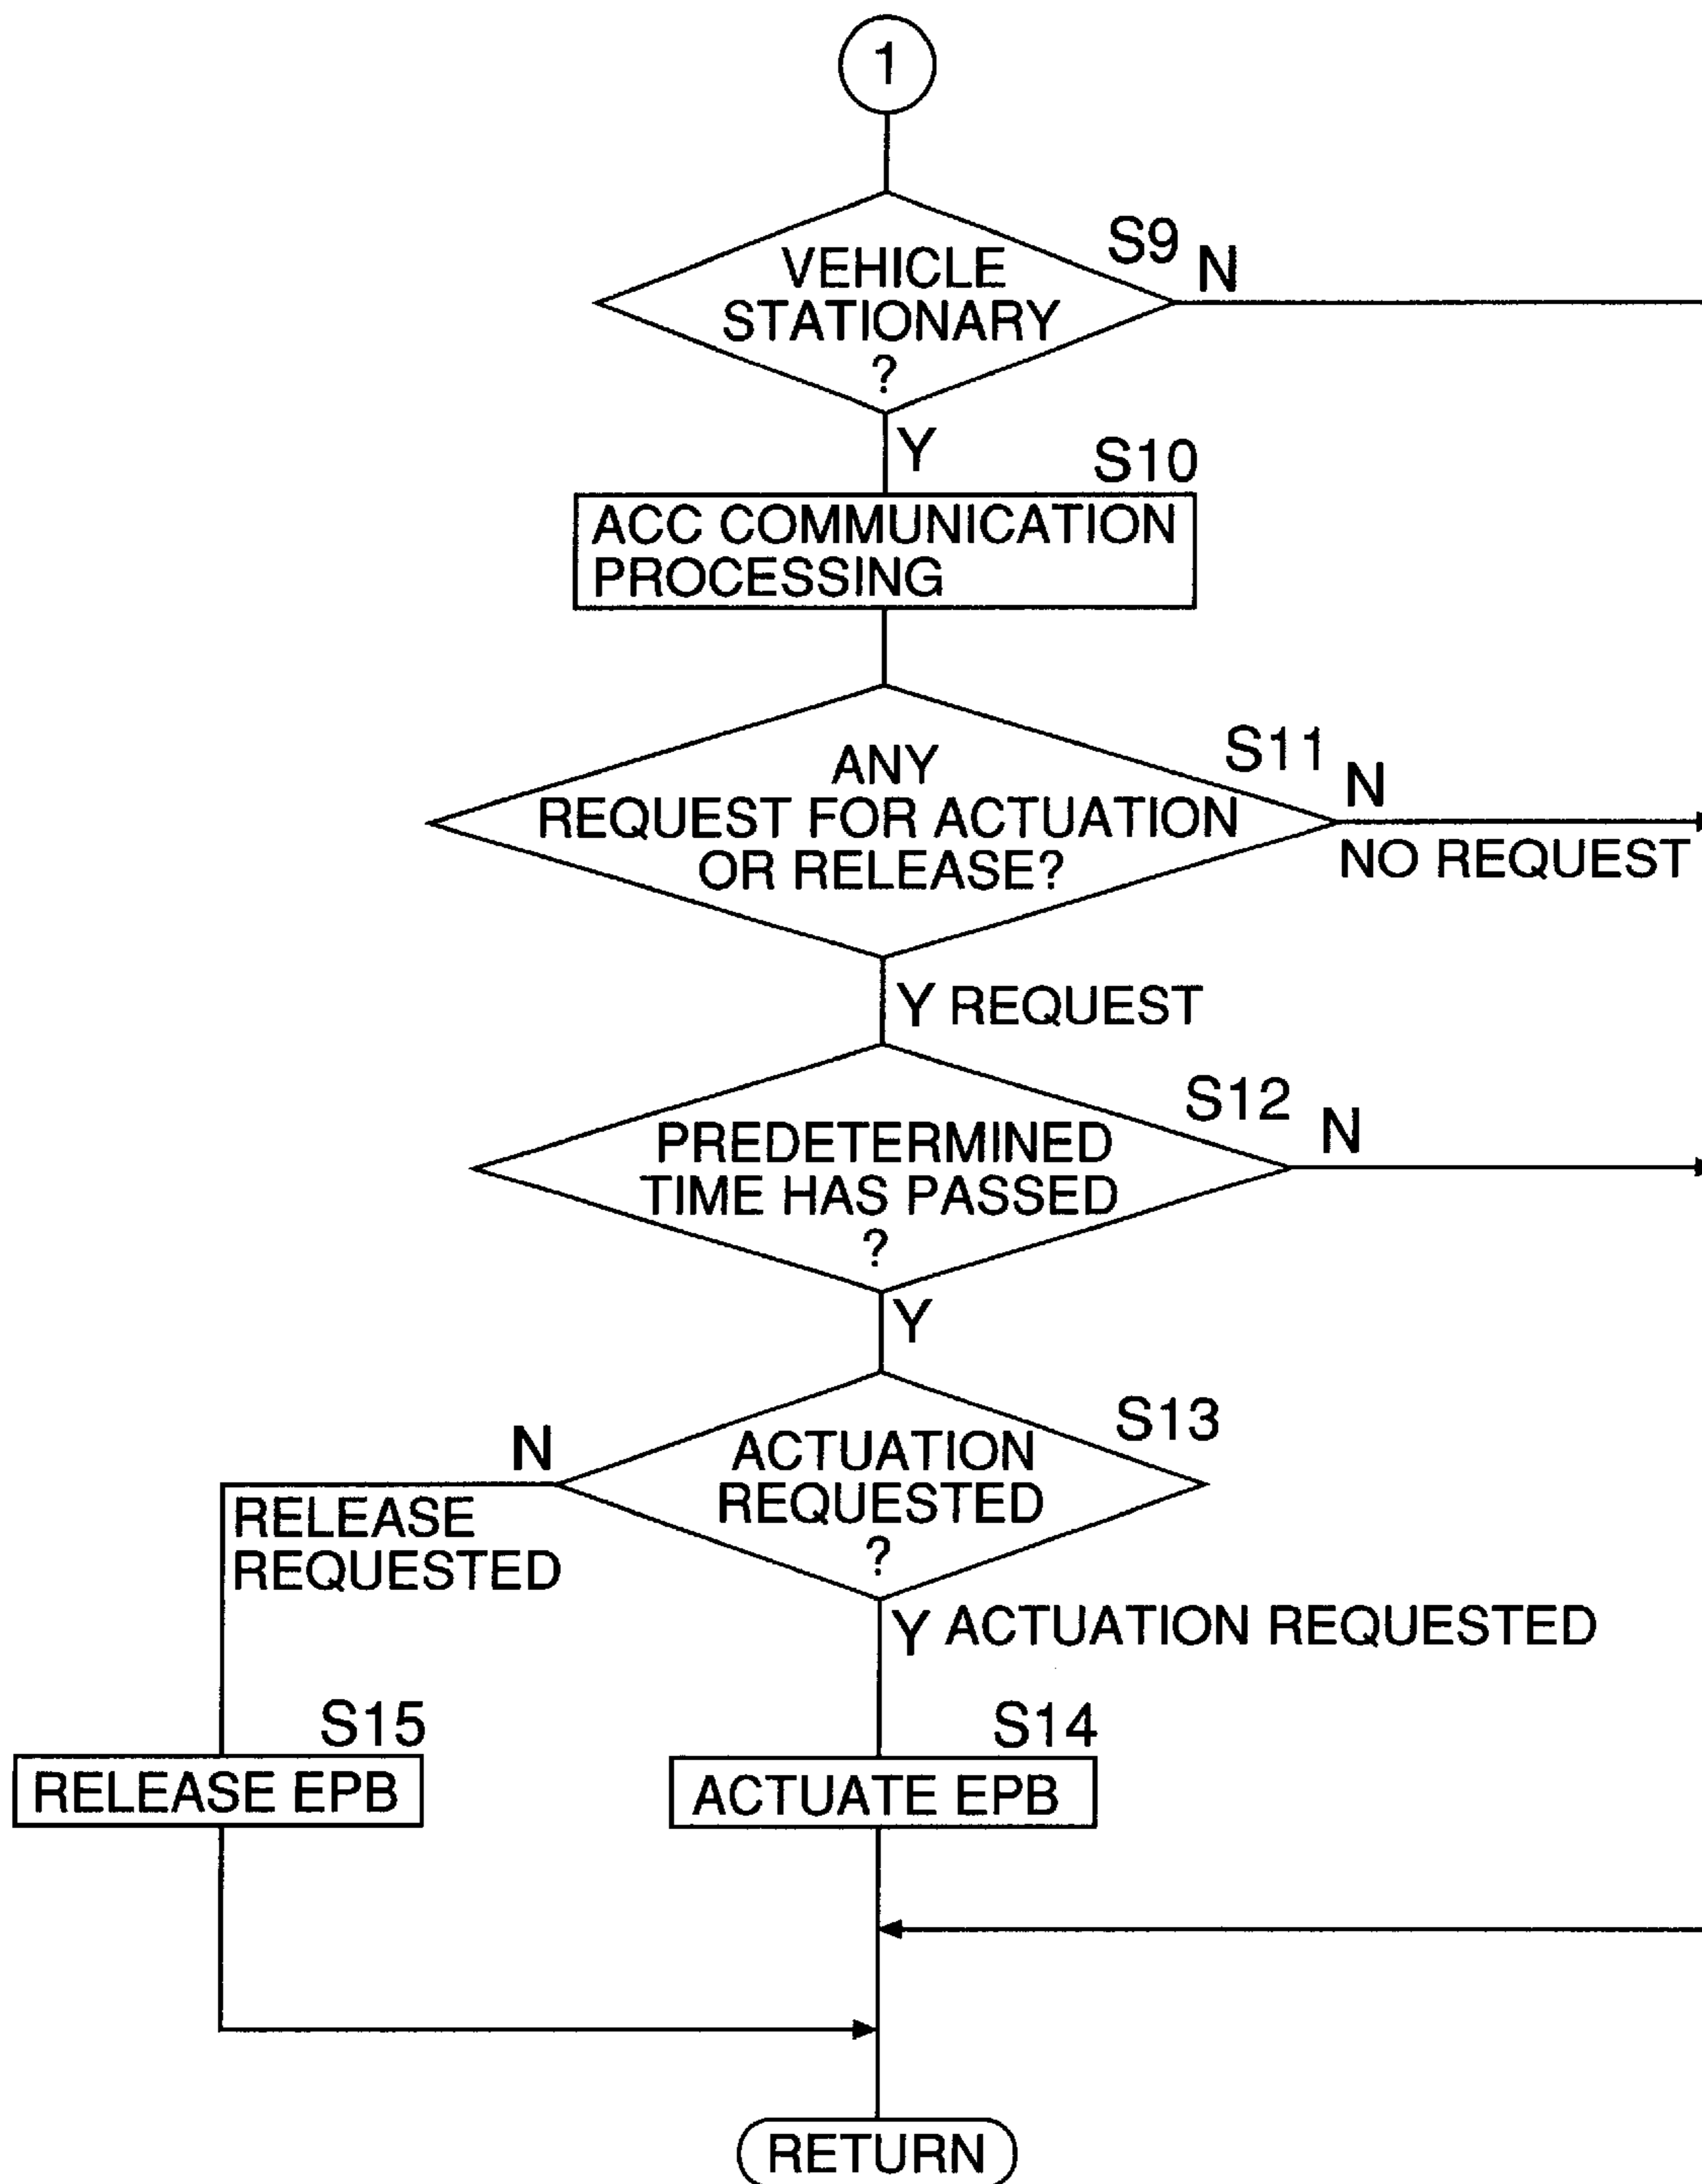 1
VEHICLE
STATIONARY
?
S9
N
Y
S10
ACC COMMUNICATION
PROCESSING
ANY
REQUEST FOR ACTUATION
OR RELEASE?
S11
N
NO REQUEST
Y REQUEST
S12
PREDETERMINED
TIME HAS PASSED
?
N
Y
S13
ACTUATION
REQUESTED
?
N
RELEASE
REQUESTED
Y ACTUATION REQUESTED
S15
RELEASE EPB
S14
ACTUATE EPB
RETURN